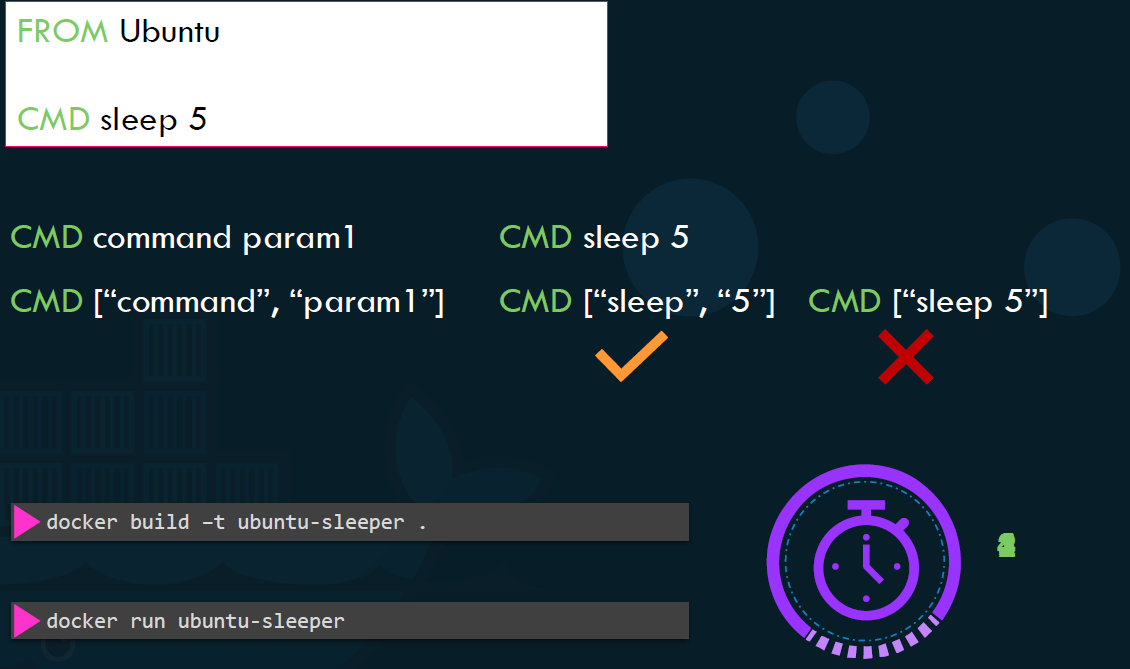 FROM Ubuntu
CMD sleep 5
CMD command param1 CMD sleep 5
CMD [“command”, “param1”] CMD [“sleep”, “5”] CMD [“sleep 5”]
docker build –t ubuntu-sleeper .
docker run ubuntu-sleeper